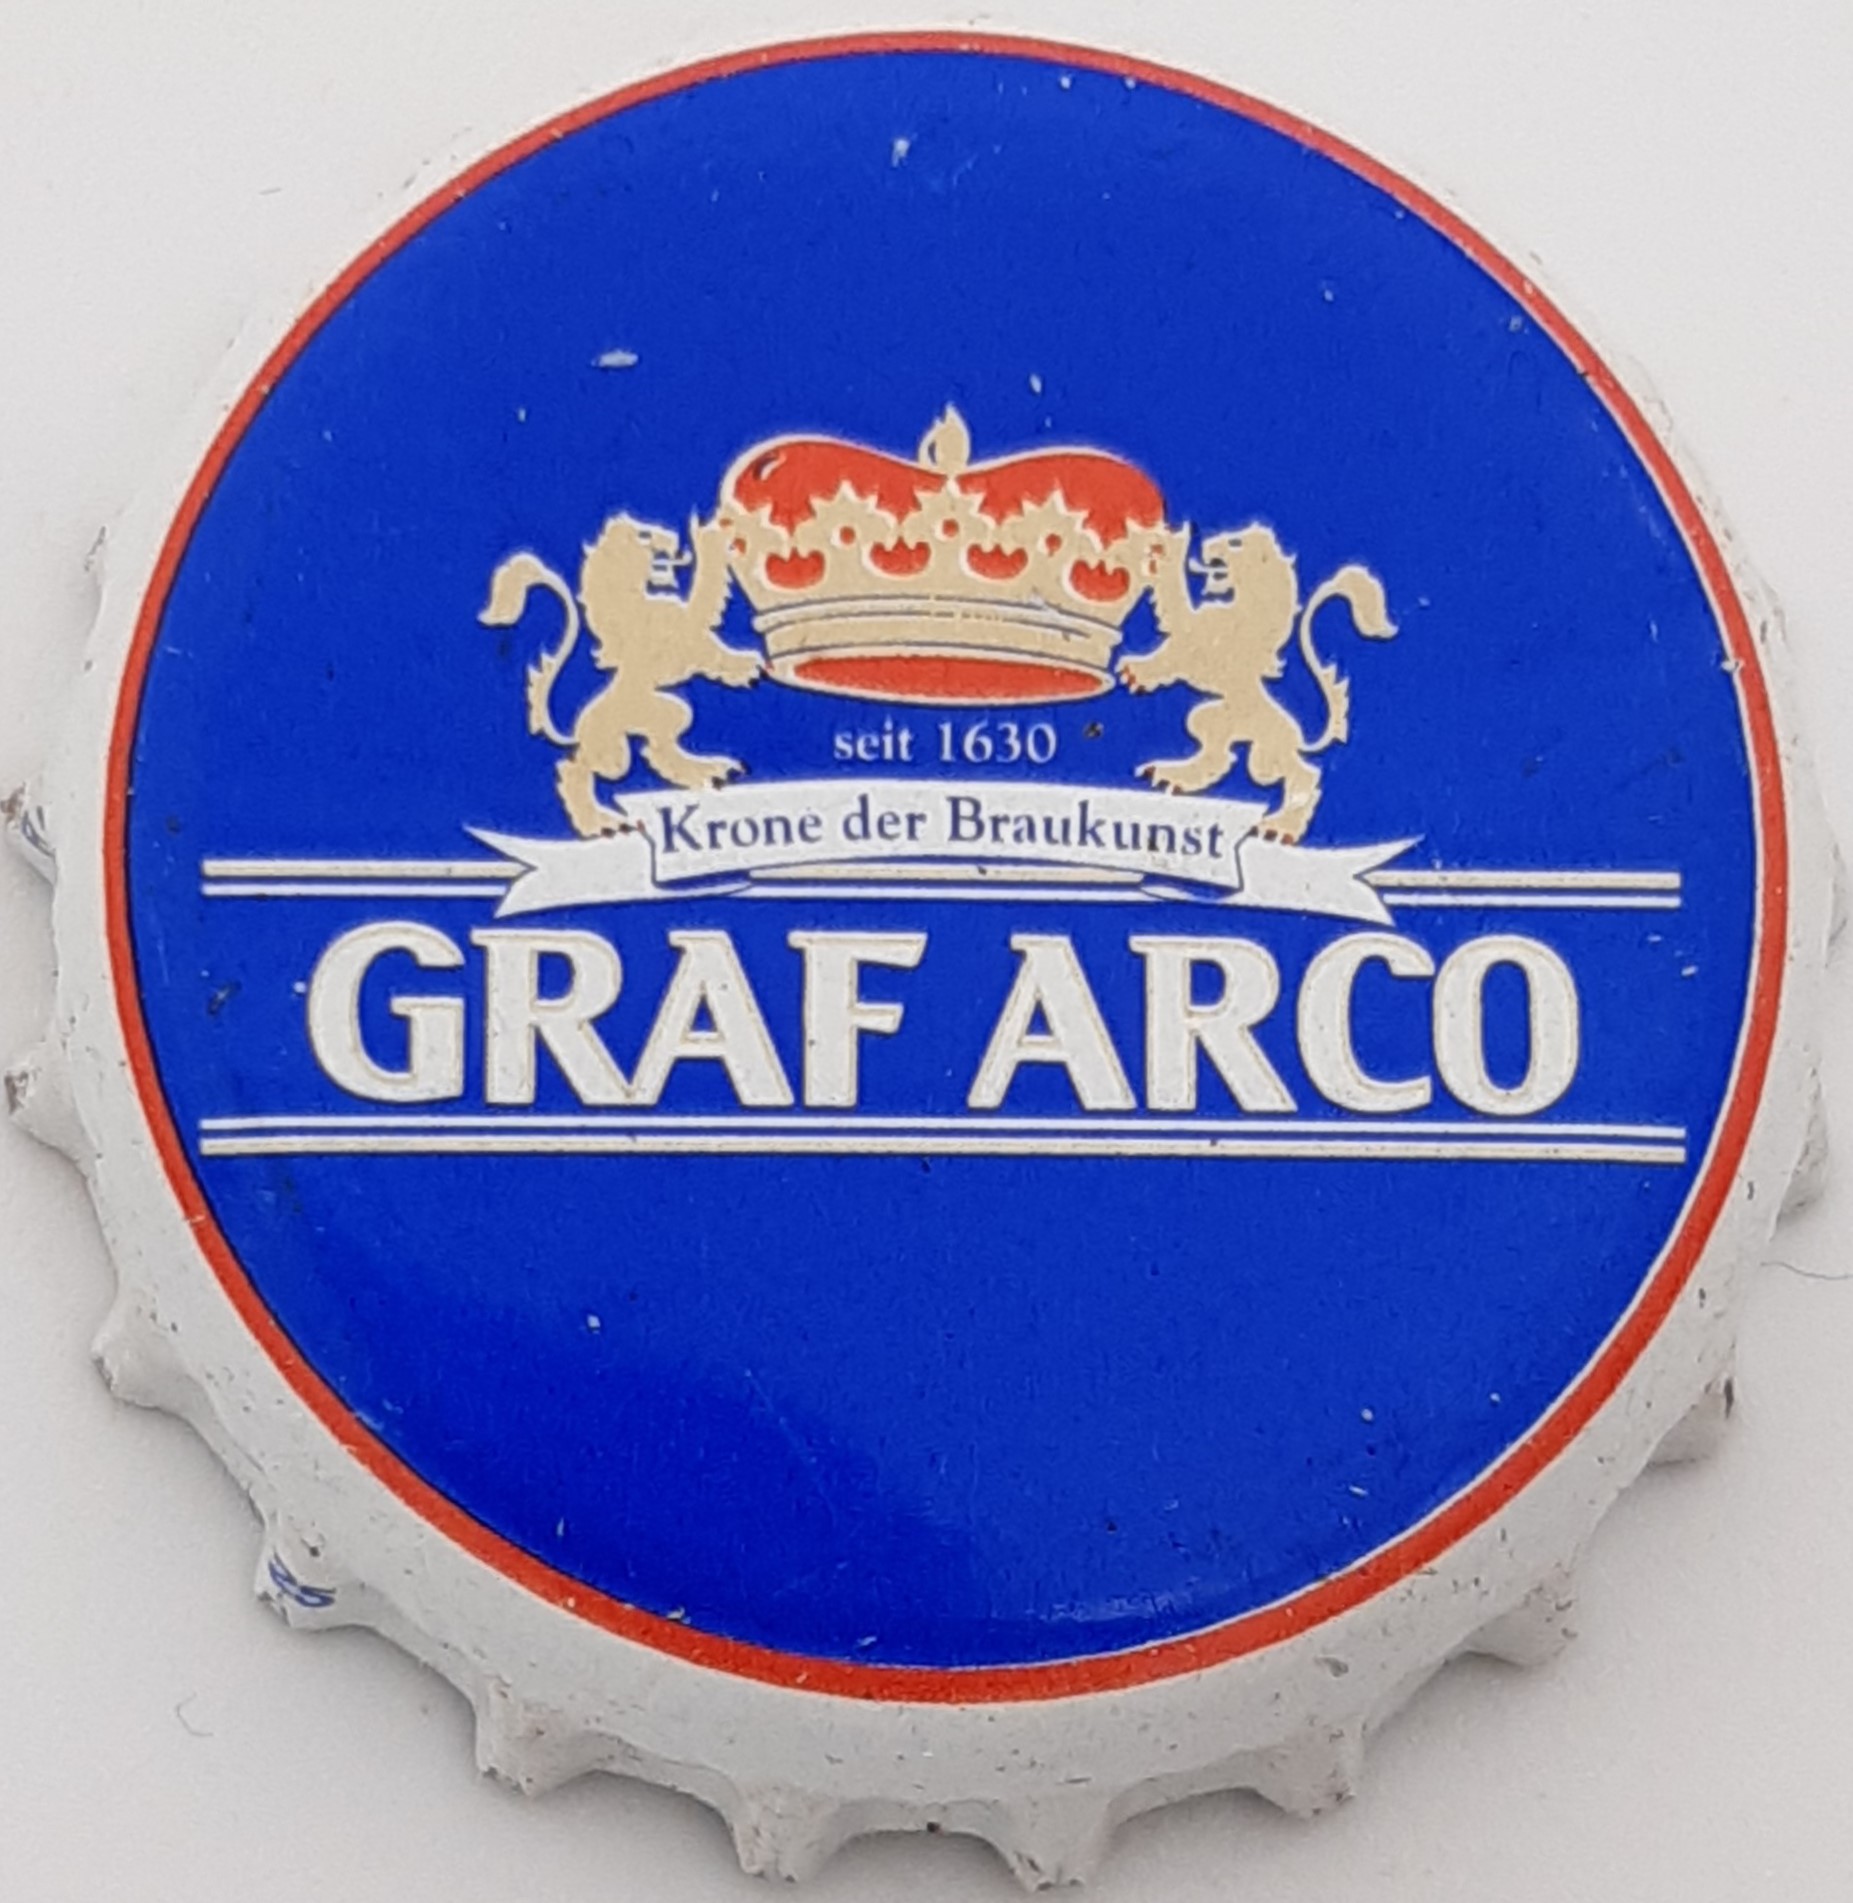 seit 1630
Krone der Braukunst
GRAF ARCO